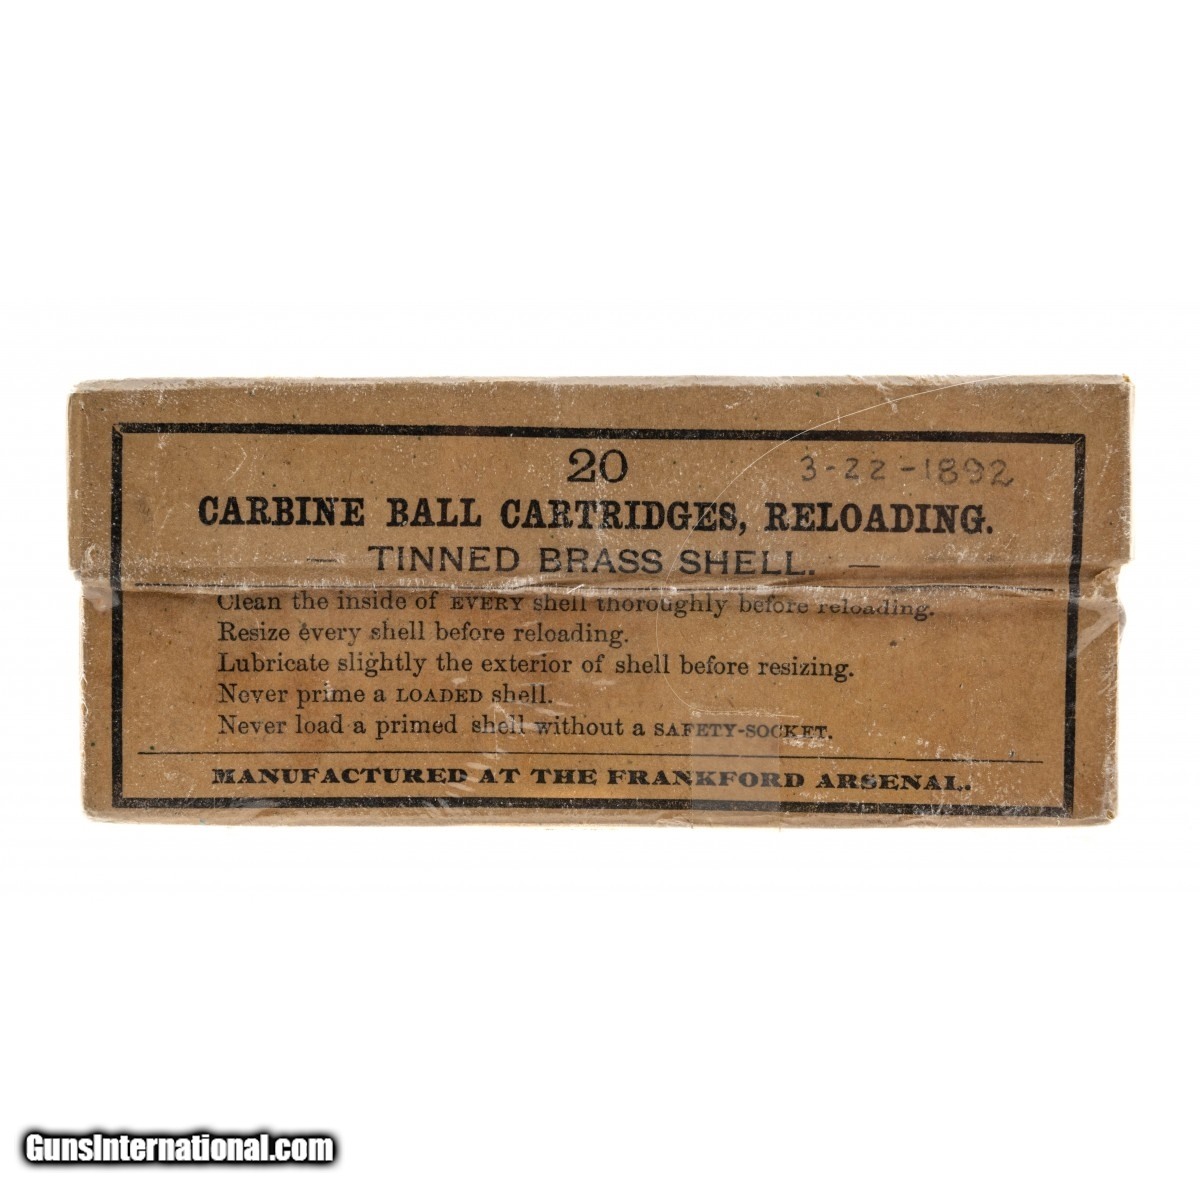 20 3-22-1892
CARBINE BALL CARTRIDGES, RELOADING.
— TINNED BRASS SHELL. —
Clean the inside of EVERY shell thoroughly before reloading.
Resize every shell before reloading.
Lubricate slightly the exterior of shell before resizing.
Never prime a LOADED shell.
Never load a primed shell without a SAFETY-SOCKET.
MANUFACTURED AT THE FRANKFORD ARSENAL.
GunsInternational.com